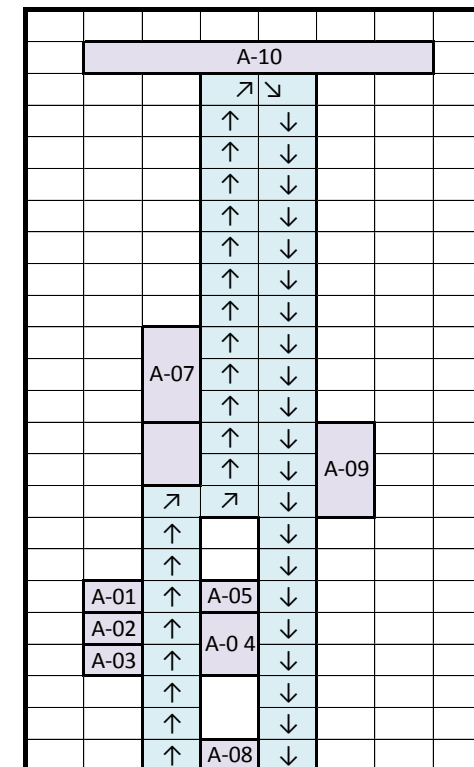 A-10
↗ ↘
↑ ↓
↑ ↓
↑ ↓
↑ ↓
↑ ↓
↑ ↓
↑ ↓
↑ ↓
A-07 ↑ ↓
↑ ↓
↑ ↓
↑ ↓ A-09
↗ ↗ ↓
↑ ↓
↑ ↓
A-01 ↑ A-05 ↓
A-02 ↑ A-0 4 ↓
A-03 ↑ ↓
↑ ↓
↑ ↓
↑ A-08 ↓